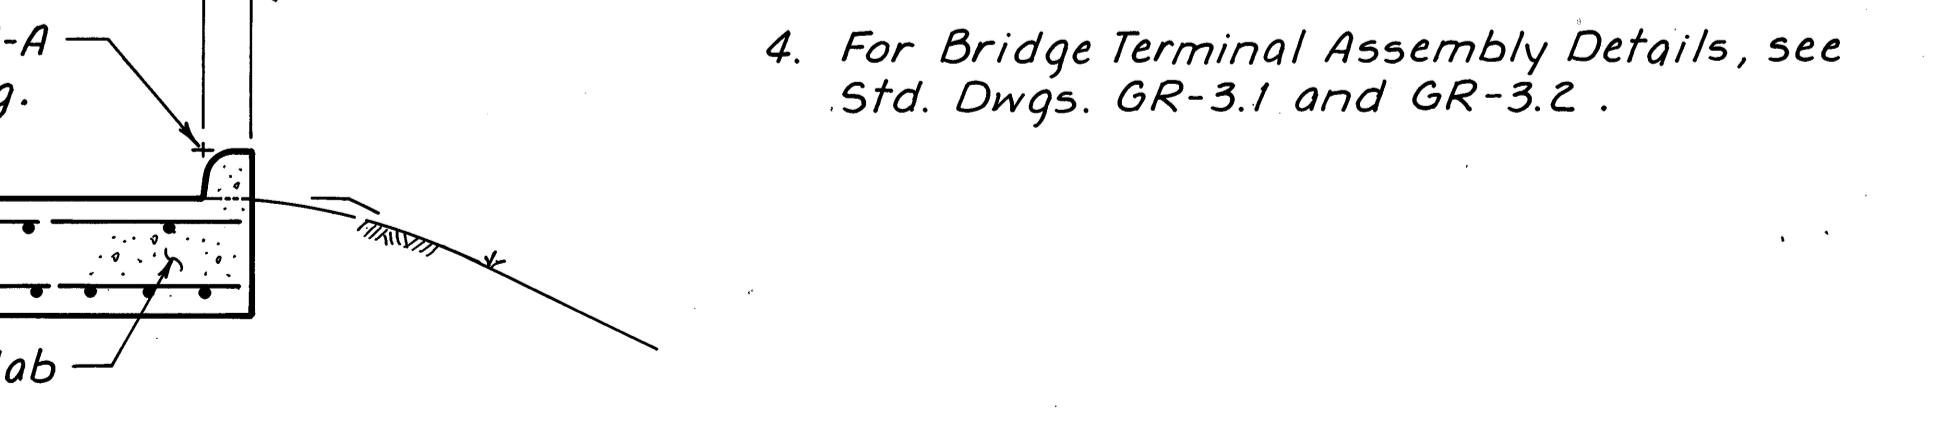 -A
g.
4. For Bridge Terminal Assembly Details, see
Std. Dwgs. GR-3.1 and GR-3.2 .
lab